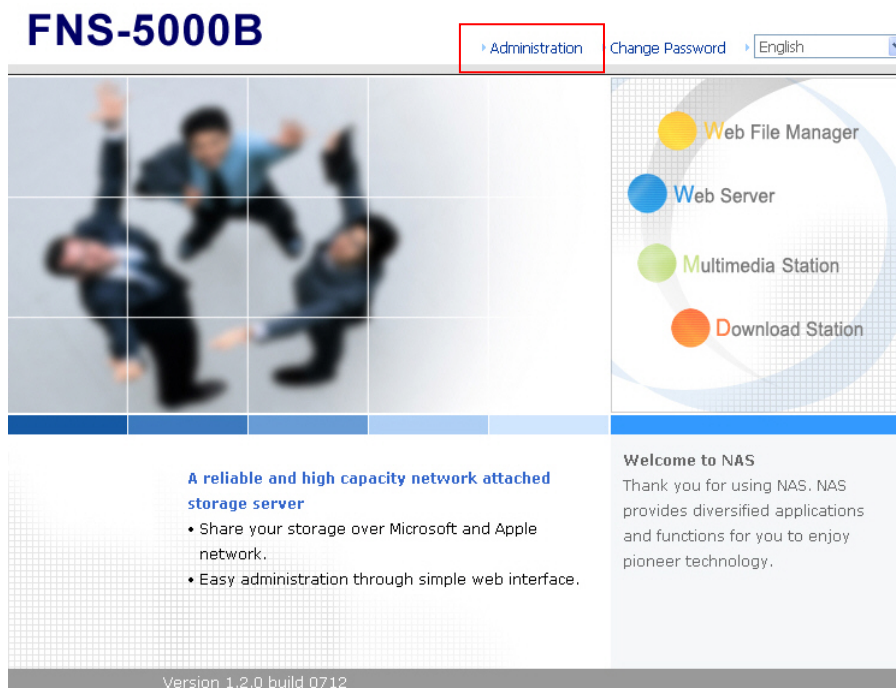 FNS-5000B
Administration
Change Password
English
Web File Manager
Web Server
Multimedia Station
Download Station
A reliable and high capacity network attached
storage server
• Share your storage over Microsoft and Apple
network.
• Easy administration through simple web interface.
Welcome to NAS
Thank you for using NAS. NAS
provides diversified applications
and functions for you to enjoy
pioneer technology.
Version 1.2.0 build 0712